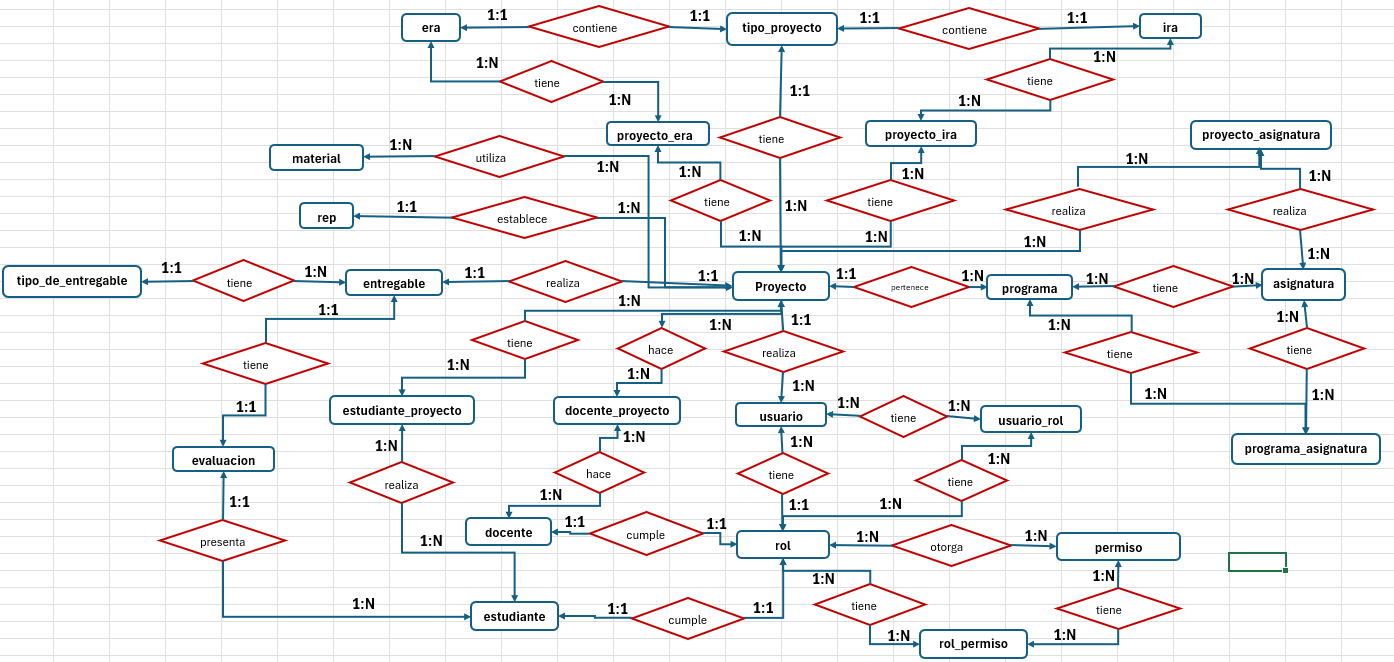 era
1:1
contiene
1:1
tipo_proyecto
1:1
contiene
1:1
ira
1:N
tiene
1:N
1:1
1:N
tiene
1:N
proyecto_era
tiene
proyecto_ira
proyecto_asignatura
material
1:N
utiliza
1:N
1:N
tiene
1:N
tiene
1:N
1:N
rep
1:1
establece
1:N
1:N
realiza
realiza
1:N
1:N
1:N
1:N
tipo_de_entregable
1:1
tiene
1:N
entregable
1:1
realiza
1:1
Proyecto
1:1
pertenece
1:N
programa
1:N
tiene
1:N
asignatura
1:1
1:N
1:N
1:1
1:N
1:N
tiene
tiene
hace
realiza
tiene
tiene
1:N
1:N
1:N
1:N
1:N
1:1
estudiante_proyecto
docente_proyecto
usuario
1:N
tiene
1:N
usuario_rol
1:N
1:N
1:N
programa_asignatura
evaluacion
1:N
hace
tiene
tiene
realiza
1:1
1:N
1:1
1:N
presenta
docente
1:1
cumple
1:1
rol
1:N
otorga
1:N
permiso
1:N
1:N
1:N
1:N
estudiante
1:1
cumple
1:1
tiene
tiene
1:N
rol_permiso
1:N